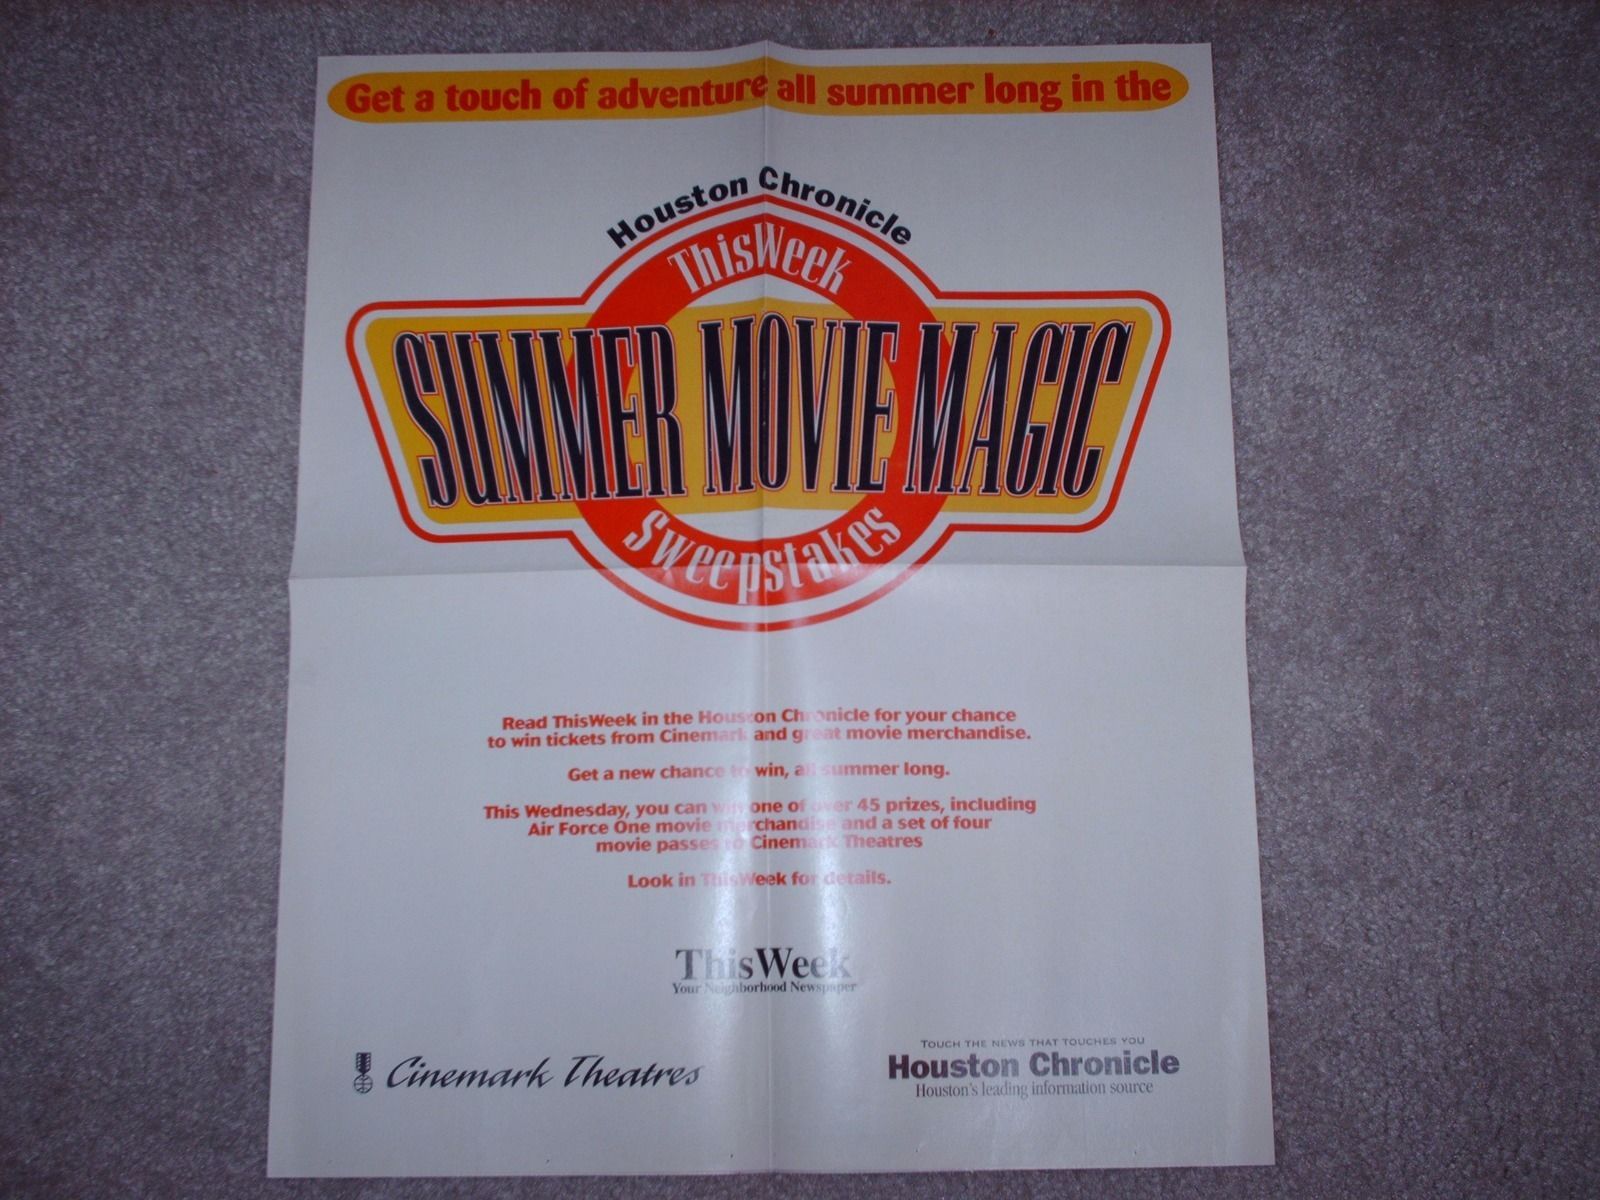 Get a touch of adventure all summer long in the
Houston Chronicle
ThisWeek
SUMMER MOVIE MAGIC
Sweepstakes
Read ThisWeek in the Houston Chronicle for your chance
to win tickets from Cinemark and great movie merchandise.
Get a new chance to win, all summer long.
This Wednesday, you can win one of over 45 prizes, including
Air Force One movie merchandise and a set of four
movie passes to Cinemark Theatres
Look in ThisWeek for details.
ThisWeek
Your Neighborhood Newspaper
Cinemark Theatres
TOUCH THE NEWS THAT TOUCHES YOU
Houston Chronicle
Houston's leading information source